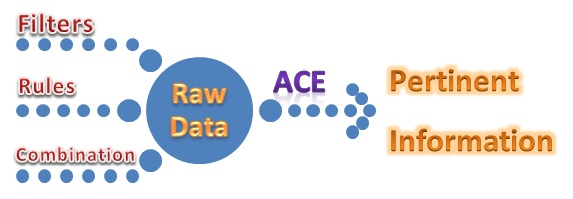 Filters
Rules
Combination
Raw
Data
ACE
Pertinent
Information